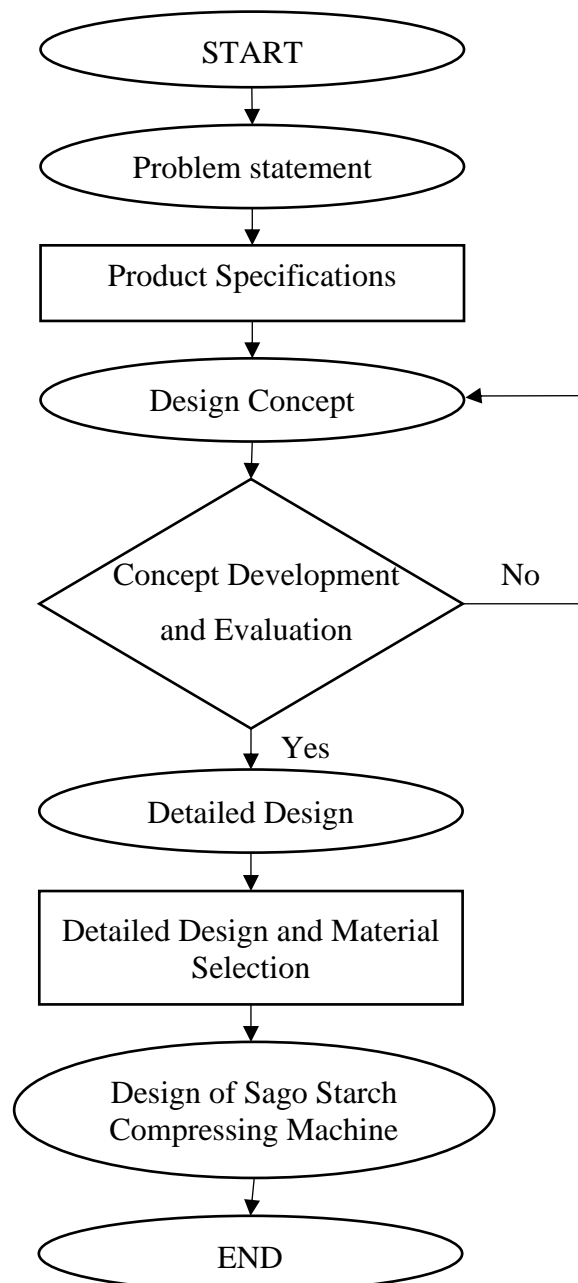 START
Problem statement
Product Specifications
Design Concept
Concept Development
and Evaluation
No
Yes
Detailed Design
Detailed Design and Material
Selection
Design of Sago Starch
Compressing Machine
END